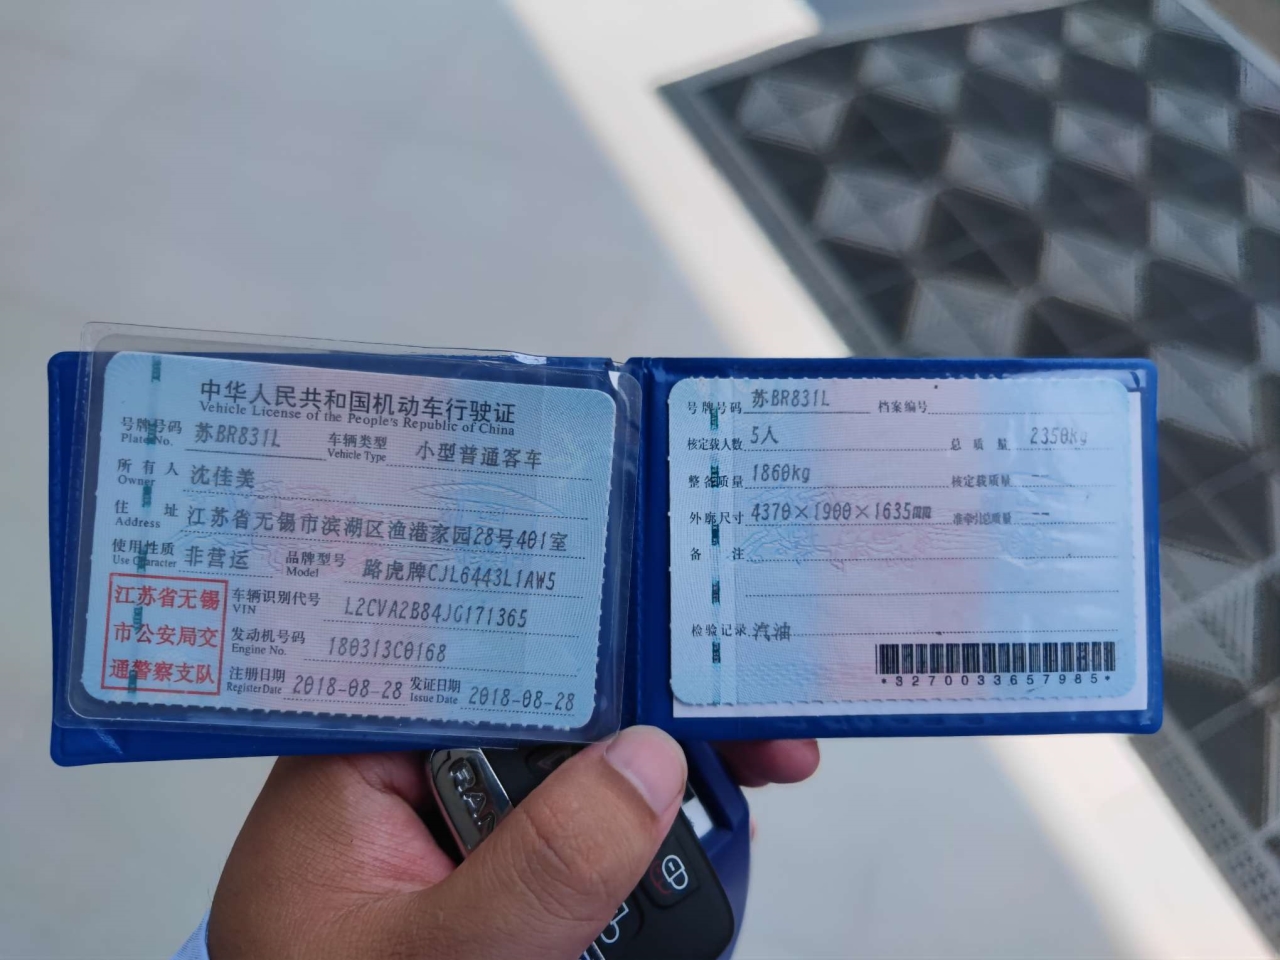 中华人民共和国机动车行驶证
Vehicle License of the People's Republic of China
号牌号码 苏BR831L 车辆类型 小型普通客车
Plate No. Vehicle Type
所有人 沈佳美
Owner
住址 江苏省无锡市滨湖区渔港家园28号401室
Address
使用性质 非营运 品牌型号 路虎牌CJL6443L1AW5
Use Character Model
江苏省无锡
市公安局交
通警察支队
车辆识别代号 L2CVA2B84JG171365
VIN
发动机号码 180313C0168
Engine No.
注册日期 2018-08-28 发证日期 2018-08-28
Register Date Issue Date
号牌号码 苏BR831L 档案编号
核定载人数 5人 总质量 2350kg
整备质量 1860kg 核定载质量 --
外廓尺寸 4370×1900×1635mm 准牵引总质量 --
备注
检验记录 汽油
*3270033657985*